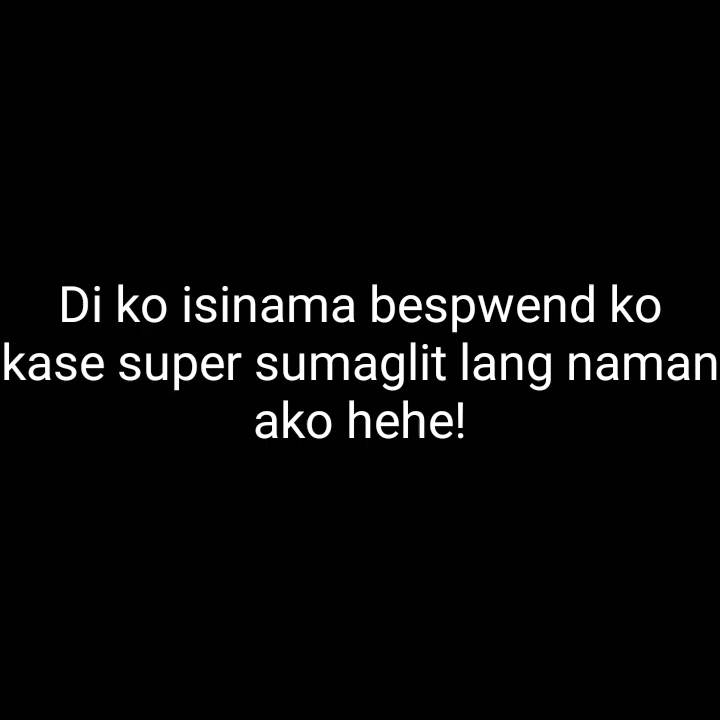 Di ko isinama bespwend ko
kase super sumaglit lang naman
ako hehe!